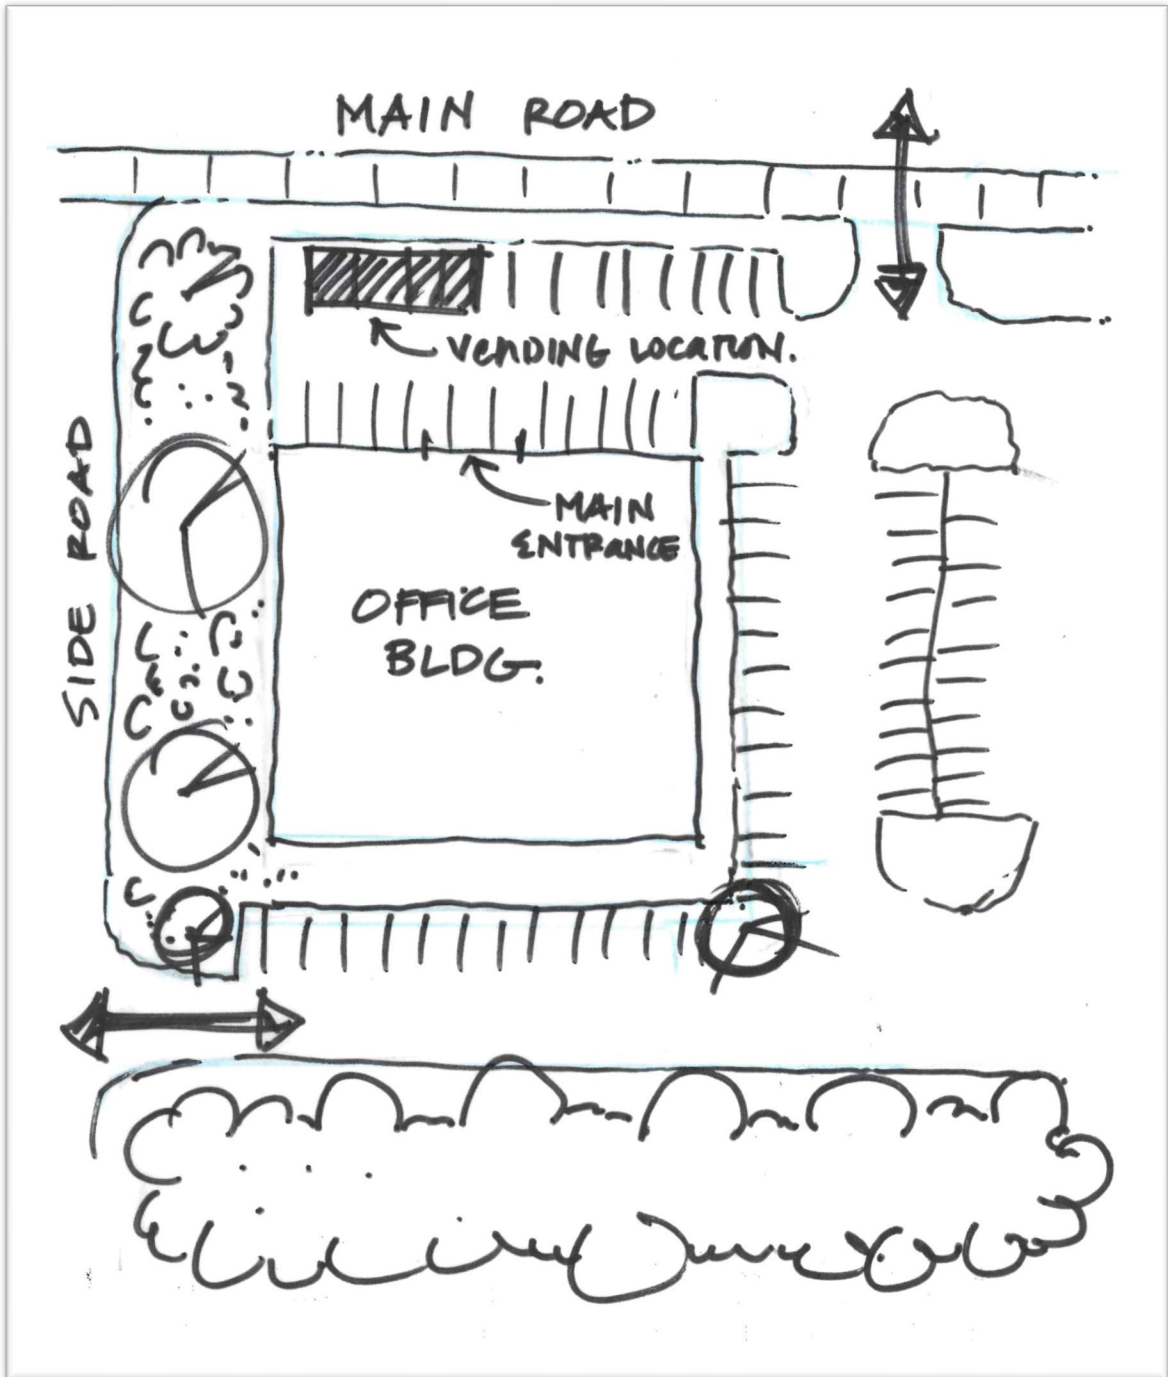 MAIN ROAD
VENDING LOCATION.
MAIN
ENTRANCE
OFFICE
BLDG.
SIDE ROAD